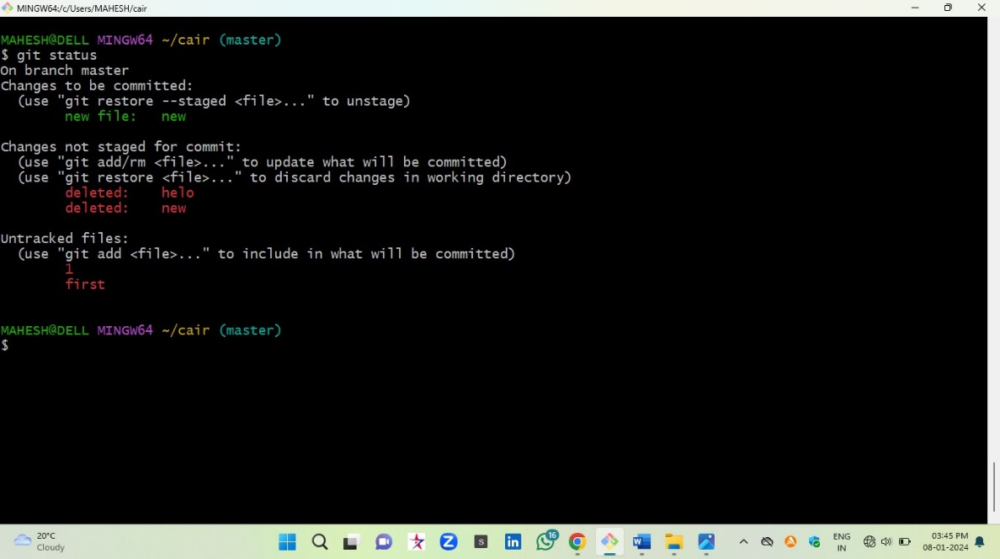 MINGW64:/c/Users/MAHESH/cair
MAHESH@DELL MINGW64 ~/cair (master)
$ git status
On branch master
Changes to be committed:
  (use "git restore --staged <file>..." to unstage)
        new file:   new

Changes not staged for commit:
  (use "git add/rm <file>..." to update what will be committed)
  (use "git restore <file>..." to discard changes in working directory)
        deleted:    helo
        deleted:    new

Untracked files:
  (use "git add <file>..." to include in what will be committed)
        1
        first

MAHESH@DELL MINGW64 ~/cair (master)
$
20°C
Cloudy
Z
S
in
16
W
ENG
IN
03:45 PM
08-01-2024